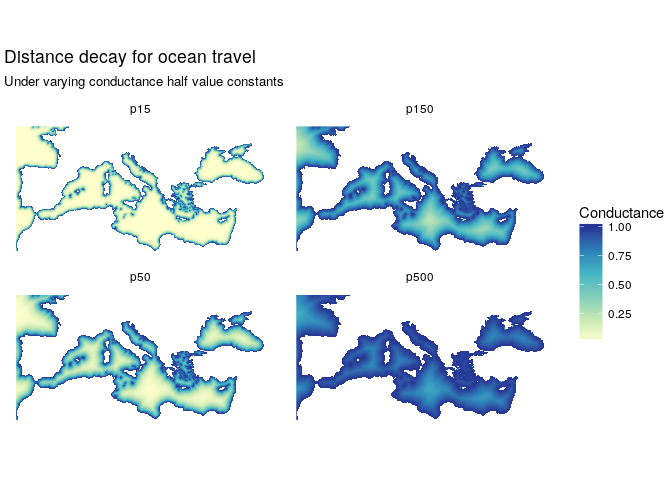 Distance decay for ocean travel
Under varying conductance half value constants
p15
p150
p50
p500
Conductance
1.00
0.75
0.50
0.25